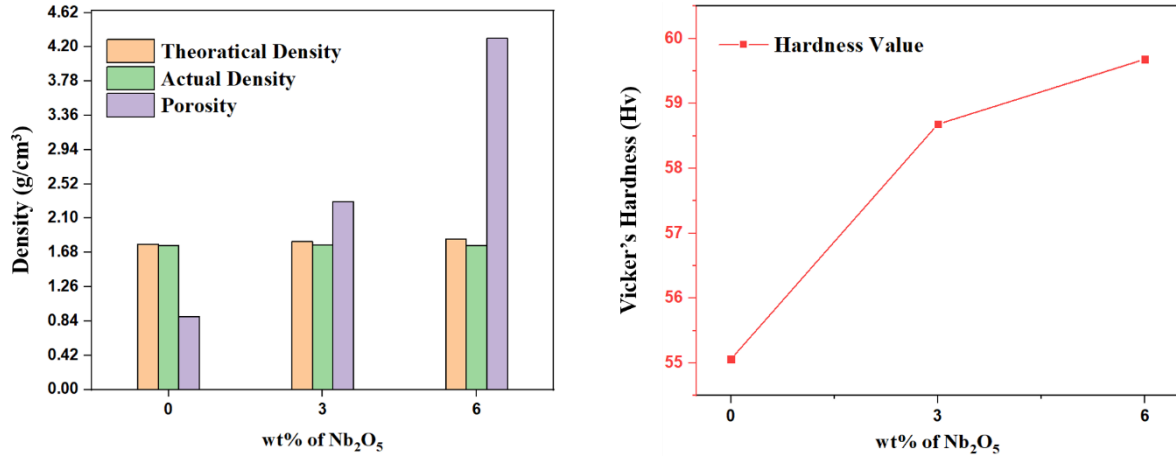 4.62
4.20
3.78
3.36
2.94
2.52
2.10
1.68
1.26
0.84
0.42
0.00
Density (g/cm³)
Theoratical Density
Actual Density
Porosity
0 3 6
wt% of Nb₂O₅
60
59
58
57
56
55
Vicker's Hardness (Hv)
Hardness Value
0 3 6
wt% of Nb₂O₅